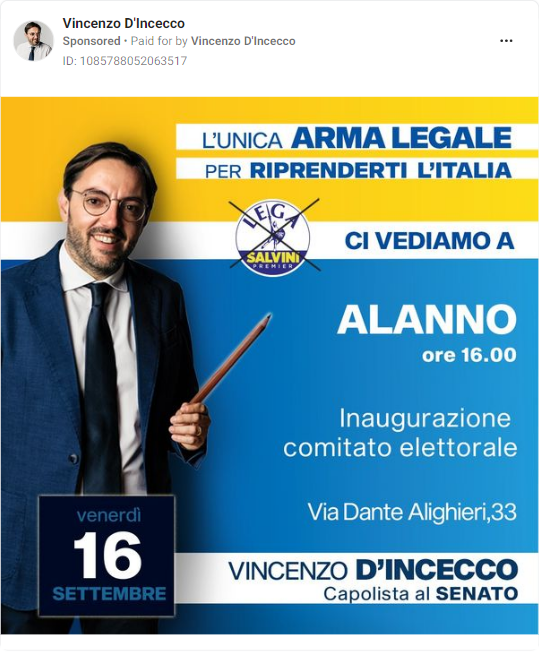 Vincenzo D'Incecco
Sponsored • Paid for by Vincenzo D'Incecco
ID: 1085788052063517
L'UNICA ARMA LEGALE
PER RIPRENDERTI L'ITALIA
LEGA
SALVINI
PREMIER
CI VEDIAMO A
ALANNO
ore 16.00
Inaugurazione
comitato elettorale
Via Dante Alighieri,33
venerdì
16
SETTEMBRE
VINCENZO D'INCECCO
Capolista al SENATO